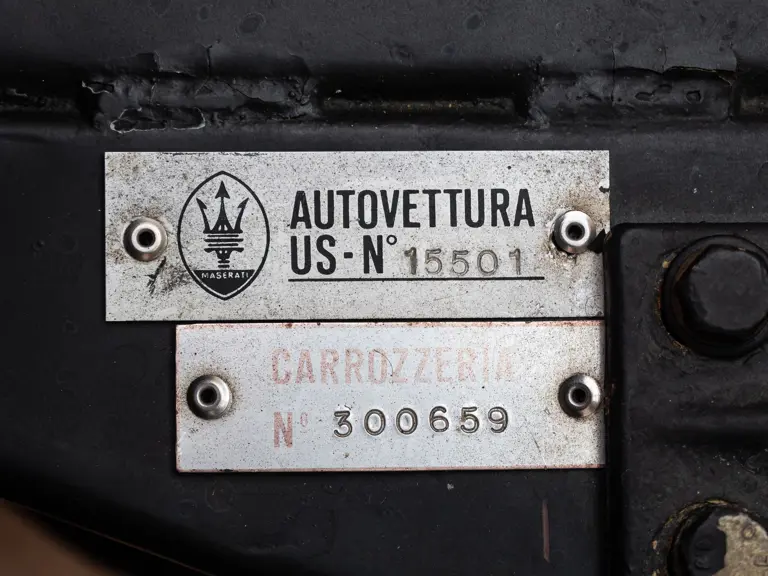 MASERATI
AUTOVETTURA
US-N° 15501
CARROZZERIA
N° 300659